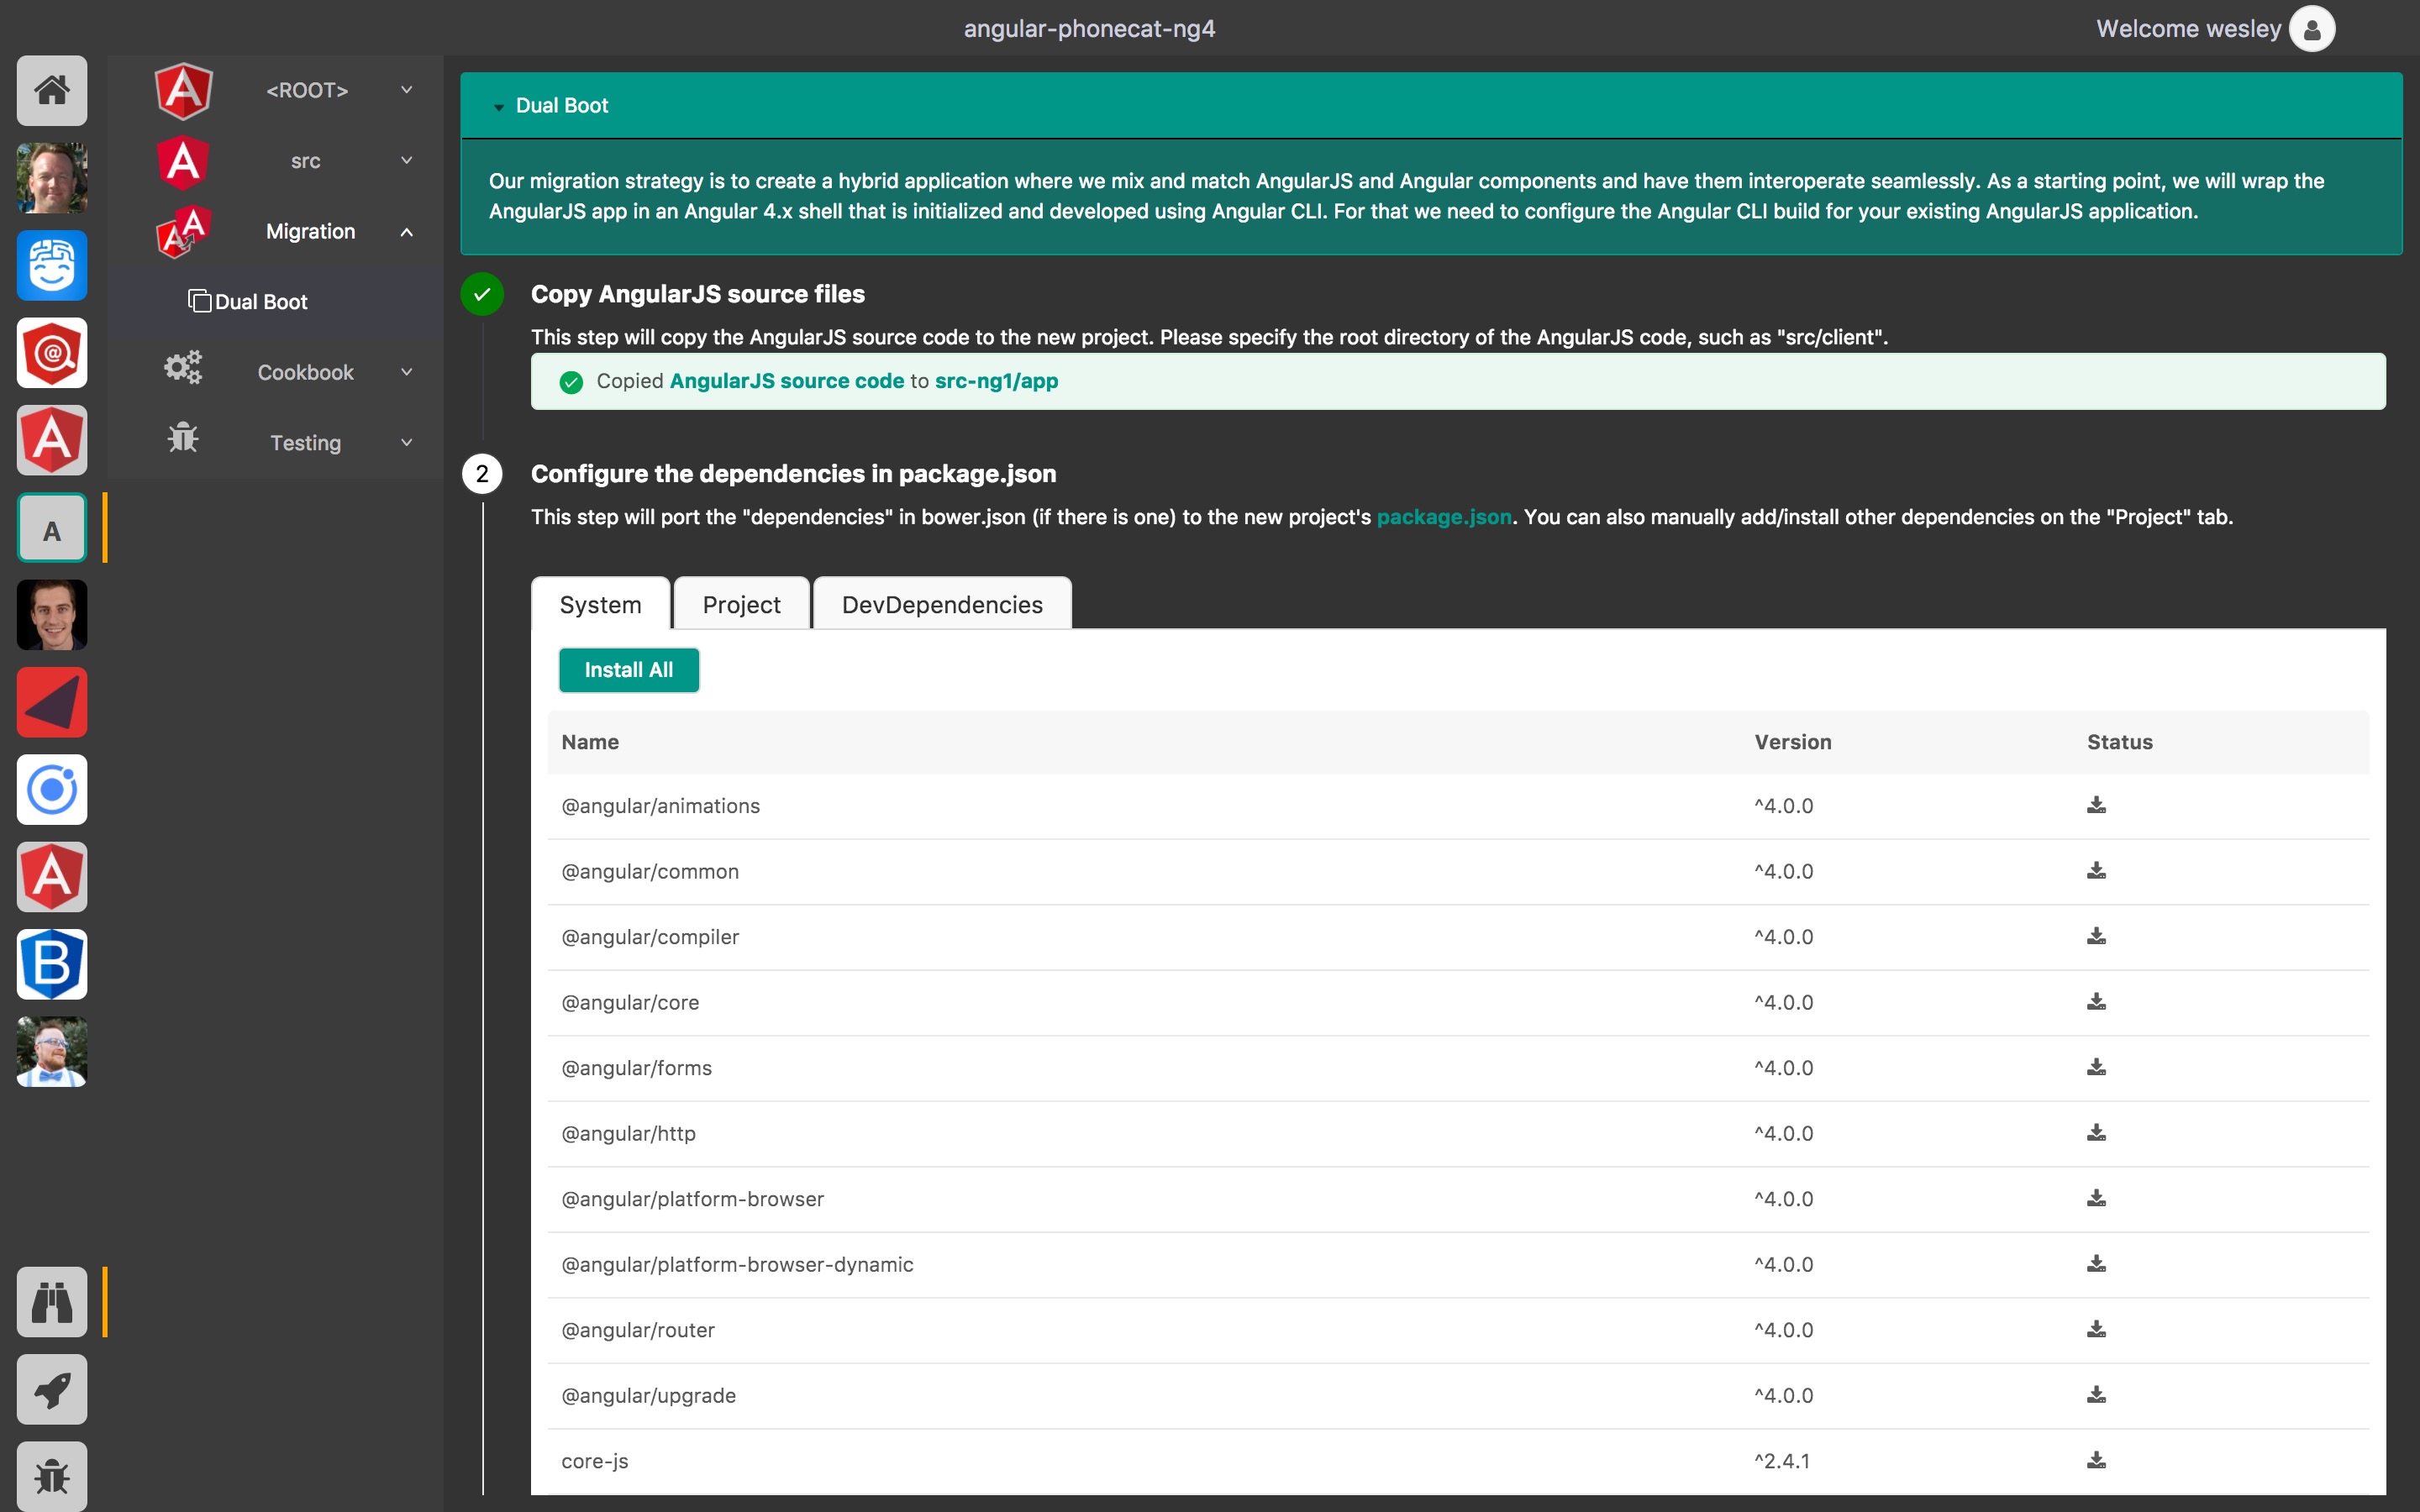 angular-phonecat-ng4
Welcome wesley
<ROOT>
src
Migration
Dual Boot
Cookbook
Testing
A
Dual Boot
Our migration strategy is to create a hybrid application where we mix and match AngularJS and Angular components and have them interoperate seamlessly. As a starting point, we will wrap the
AngularJS app in an Angular 4.x shell that is initialized and developed using Angular CLI. For that we need to configure the Angular CLI build for your existing AngularJS application.
Copy AngularJS source files
This step will copy the AngularJS source code to the new project. Please specify the root directory of the AngularJS code, such as "src/client".
Copied AngularJS source code to src-ng1/app
2 Configure the dependencies in package.json
This step will port the "dependencies" in bower.json (if there is one) to the new project's package.json. You can also manually add/install other dependencies on the "Project" tab.
System Project DevDependencies
Install All
Name Version Status
@angular/animations ^4.0.0
@angular/common ^4.0.0
@angular/compiler ^4.0.0
@angular/core ^4.0.0
@angular/forms ^4.0.0
@angular/http ^4.0.0
@angular/platform-browser ^4.0.0
@angular/platform-browser-dynamic ^4.0.0
@angular/router ^4.0.0
@angular/upgrade ^4.0.0
core-js ^2.4.1